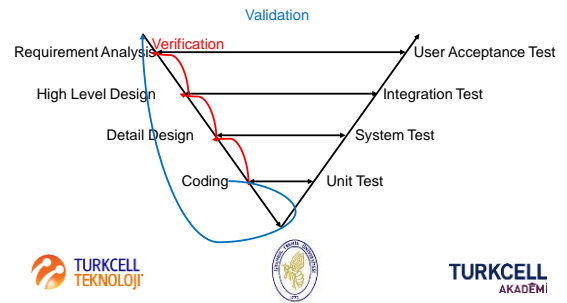 Validation
Verification
Requirement Analysis
User Acceptance Test
High Level Design
Integration Test
Detail Design
System Test
Coding
Unit Test
TURKCELL
TEKNOLOJİ
TURKCELL
AKADEMİ